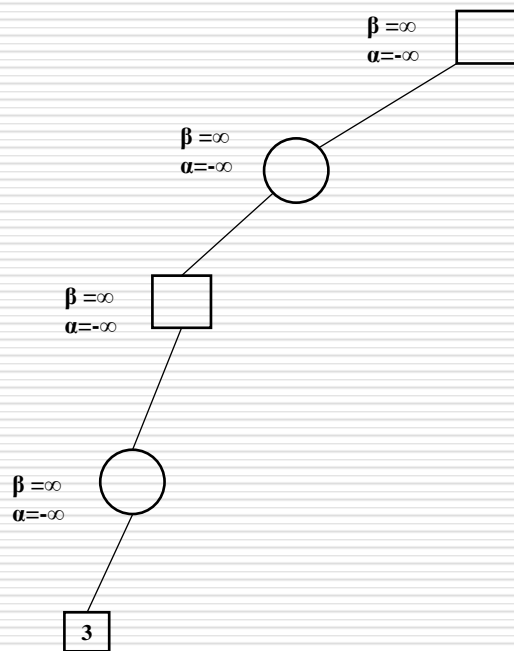 β =∞
α=-∞
β =∞
α=-∞
β =∞
α=-∞
β =∞
α=-∞
3